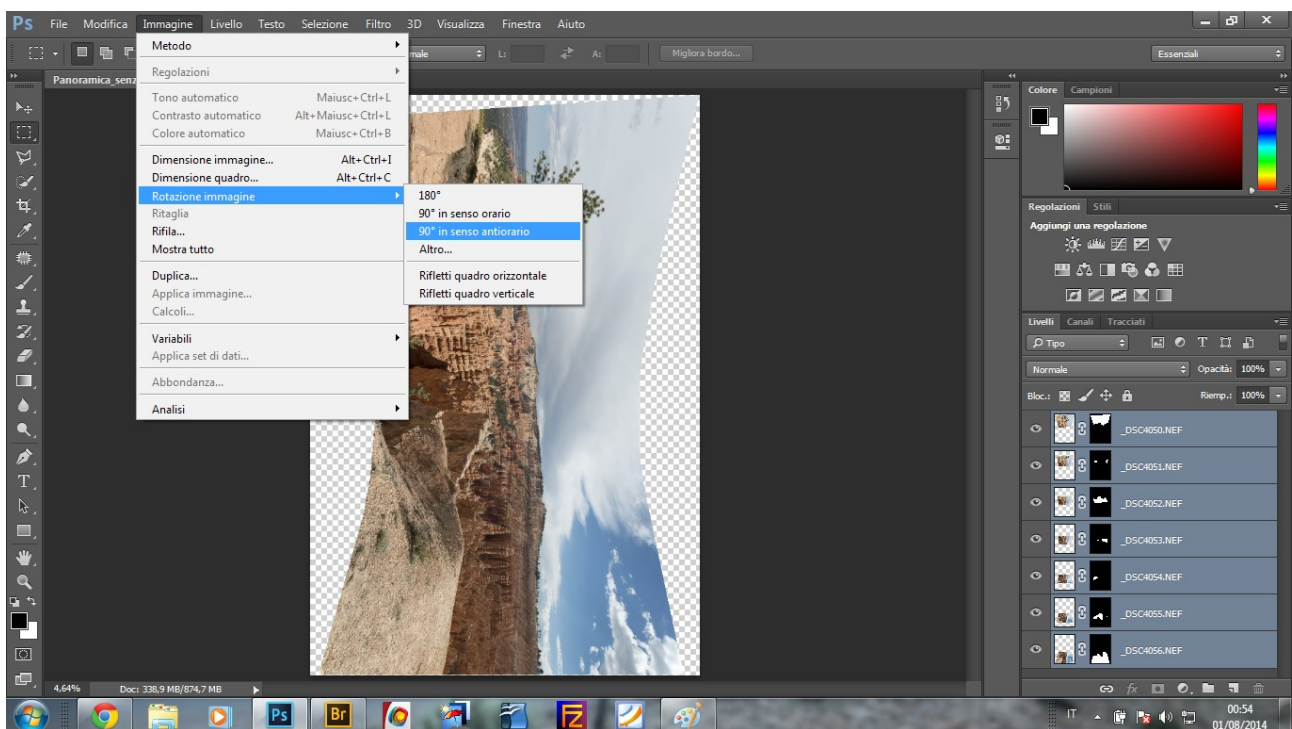 Ps File Modifica Immagine Livello Testo Selezione Filtro 3D Visualizza Finestra Aiuto
L: A: Migliora bordo... Essenziali
Metodo
Regolazioni
Tono automatico Maiusc+Ctrl+L
Contrasto automatico Alt+Maiusc+Ctrl+L
Colore automatico Maiusc+Ctrl+B
Dimensione immagine... Alt+Ctrl+I
Dimensione quadro... Alt+Ctrl+C
Rotazione immagine
Ritaglia
Rifila...
Mostra tutto
Duplica...
Applica immagine...
Calcoli...
Variabili
Applica set di dati...
Abbondanza...
Analisi
180°
90° in senso orario
90° in senso antiorario
Altro...
Rifletti quadro orizzontale
Rifletti quadro verticale
Colore Campioni
Regolazioni Stili
Aggiungi una regolazione
Livelli Canali Tracciati
Tipo
Normale Opacità: 100%
Bloc.: Riemp.: 100%
_DSC4050.NEF
_DSC4051.NEF
_DSC4052.NEF
_DSC4053.NEF
_DSC4054.NEF
_DSC4055.NEF
_DSC4056.NEF
4,64% Doc: 338,9 MB/874,7 MB
Ps Br IT 00:54
01/08/2014